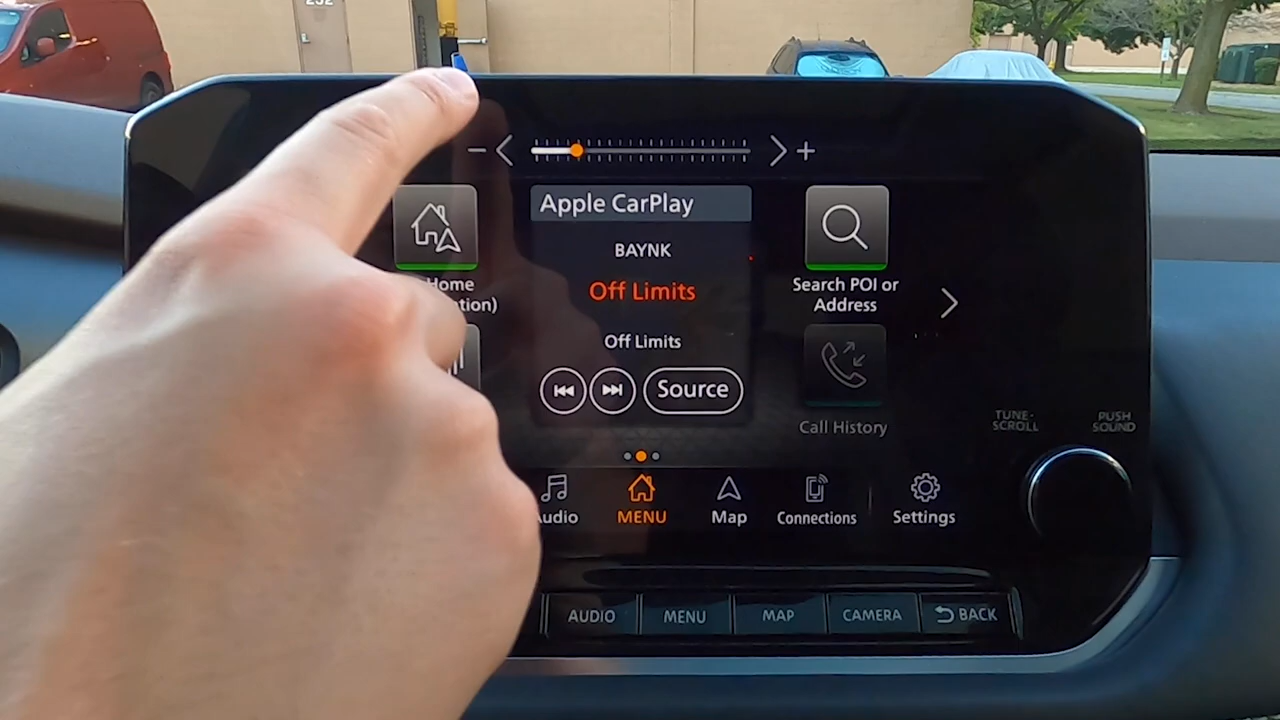 Apple CarPlay
BAYNK
Off Limits
Off Limits
Source
Home
Search POI or
Address
Call History
TUNE·
SCROLL
PUSH
SOUND
MENU
Map
Connections
Settings
AUDIO
MENU
MAP
CAMERA
BACK